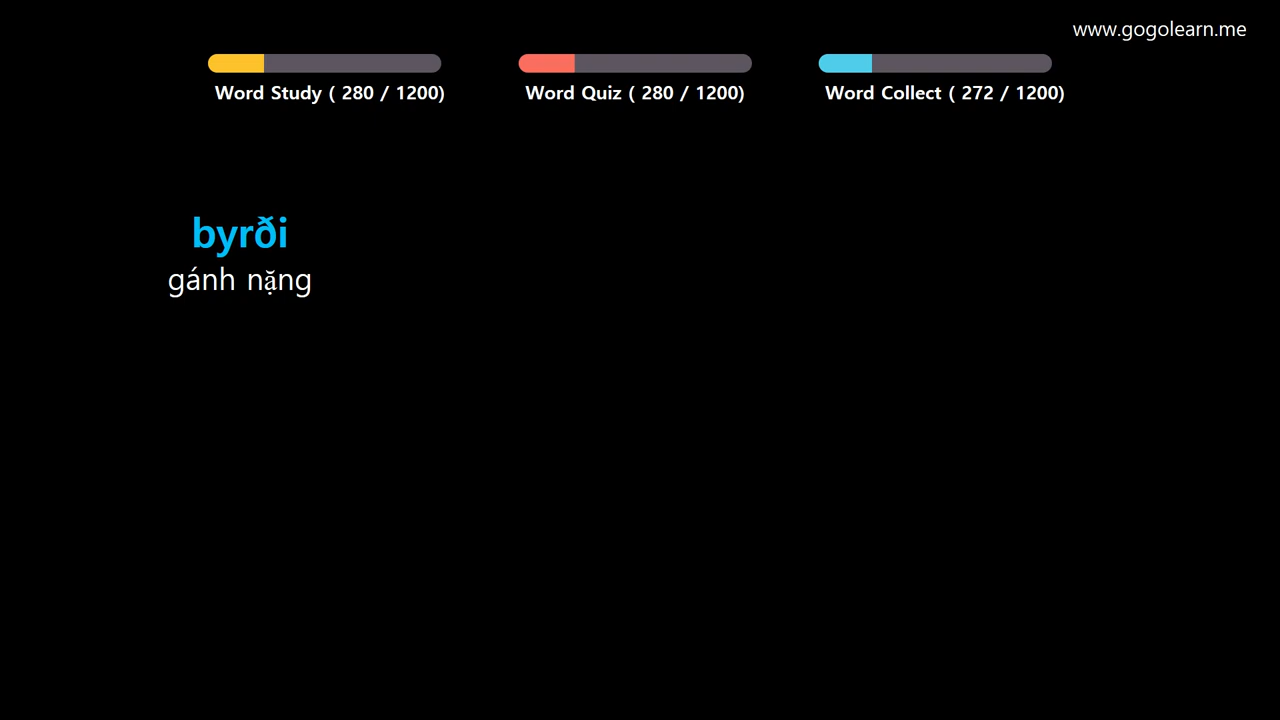 www.gogolearn.me
Word Study ( 280 / 1200)
Word Quiz ( 280 / 1200)
Word Collect ( 272 / 1200)
byrði
gánh nặng